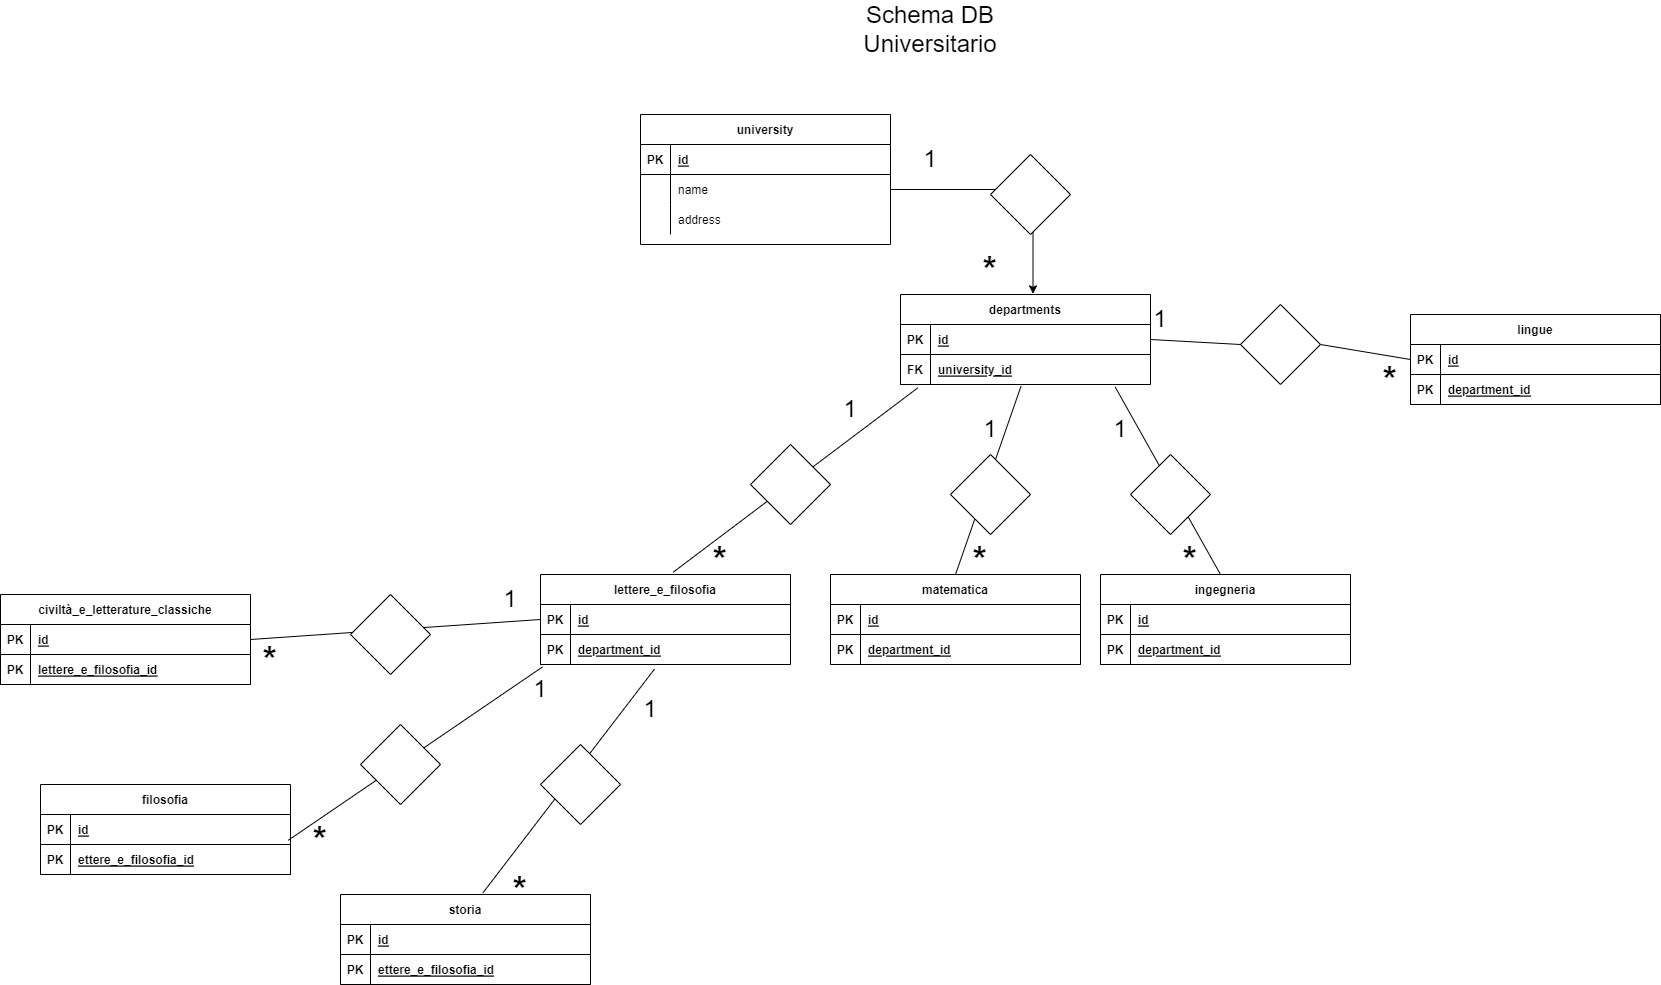 Schema DB
Universitario
university
PK id
name
address
1
*
departments
PK id
FK university_id
1
*
lingue
PK id
PK department_id
1
*
1
*
1
*
lettere_e_filosofia
PK id
PK department_id
matematica
PK id
PK department_id
ingegneria
PK id
PK department_id
civiltà_e_letterature_classiche
PK id
PK lettere_e_filosofia_id
1
*
1
*
1
*
filosofia
PK id
PK ettere_e_filosofia_id
storia
PK id
PK ettere_e_filosofia_id